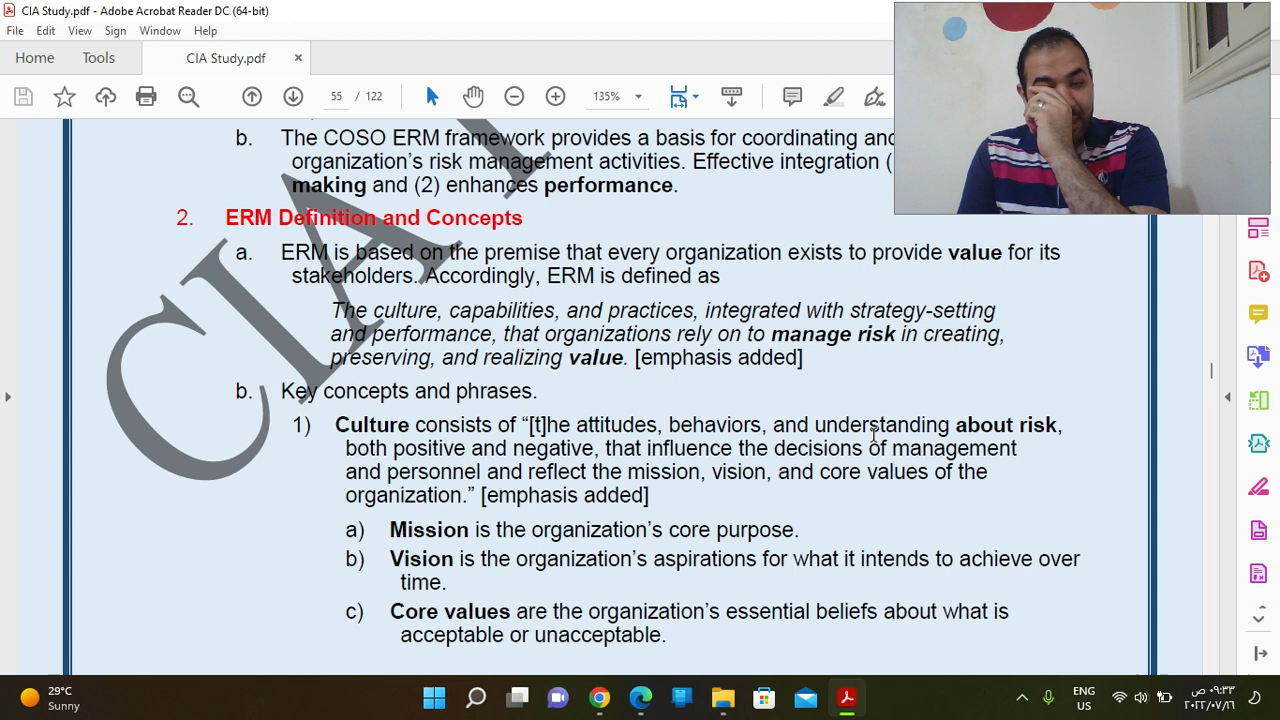 CIA Study.pdf - Adobe Acrobat Reader DC (64-bit)
File Edit View Sign Window Help
Home Tools CIA Study.pdf ×
55 / 122 135%
b. The COSO ERM framework provides a basis for coordinating and
organization's risk management activities. Effective integration (
making and (2) enhances performance.
2. ERM Definition and Concepts
a. ERM is based on the premise that every organization exists to provide value for its
stakeholders. Accordingly, ERM is defined as
The culture, capabilities, and practices, integrated with strategy-setting
and performance, that organizations rely on to manage risk in creating,
preserving, and realizing value. [emphasis added]
b. Key concepts and phrases.
1) Culture consists of “[t]he attitudes, behaviors, and understanding about risk,
both positive and negative, that influence the decisions of management
and personnel and reflect the mission, vision, and core values of the
organization.” [emphasis added]
a) Mission is the organization's core purpose.
b) Vision is the organization's aspirations for what it intends to achieve over
time.
c) Core values are the organization's essential beliefs about what is
acceptable or unacceptable.
CIA
29°C
Sunny
ENG
US
٠٩:٣٣ ص
٢٠٢٢/٠٧/١٦